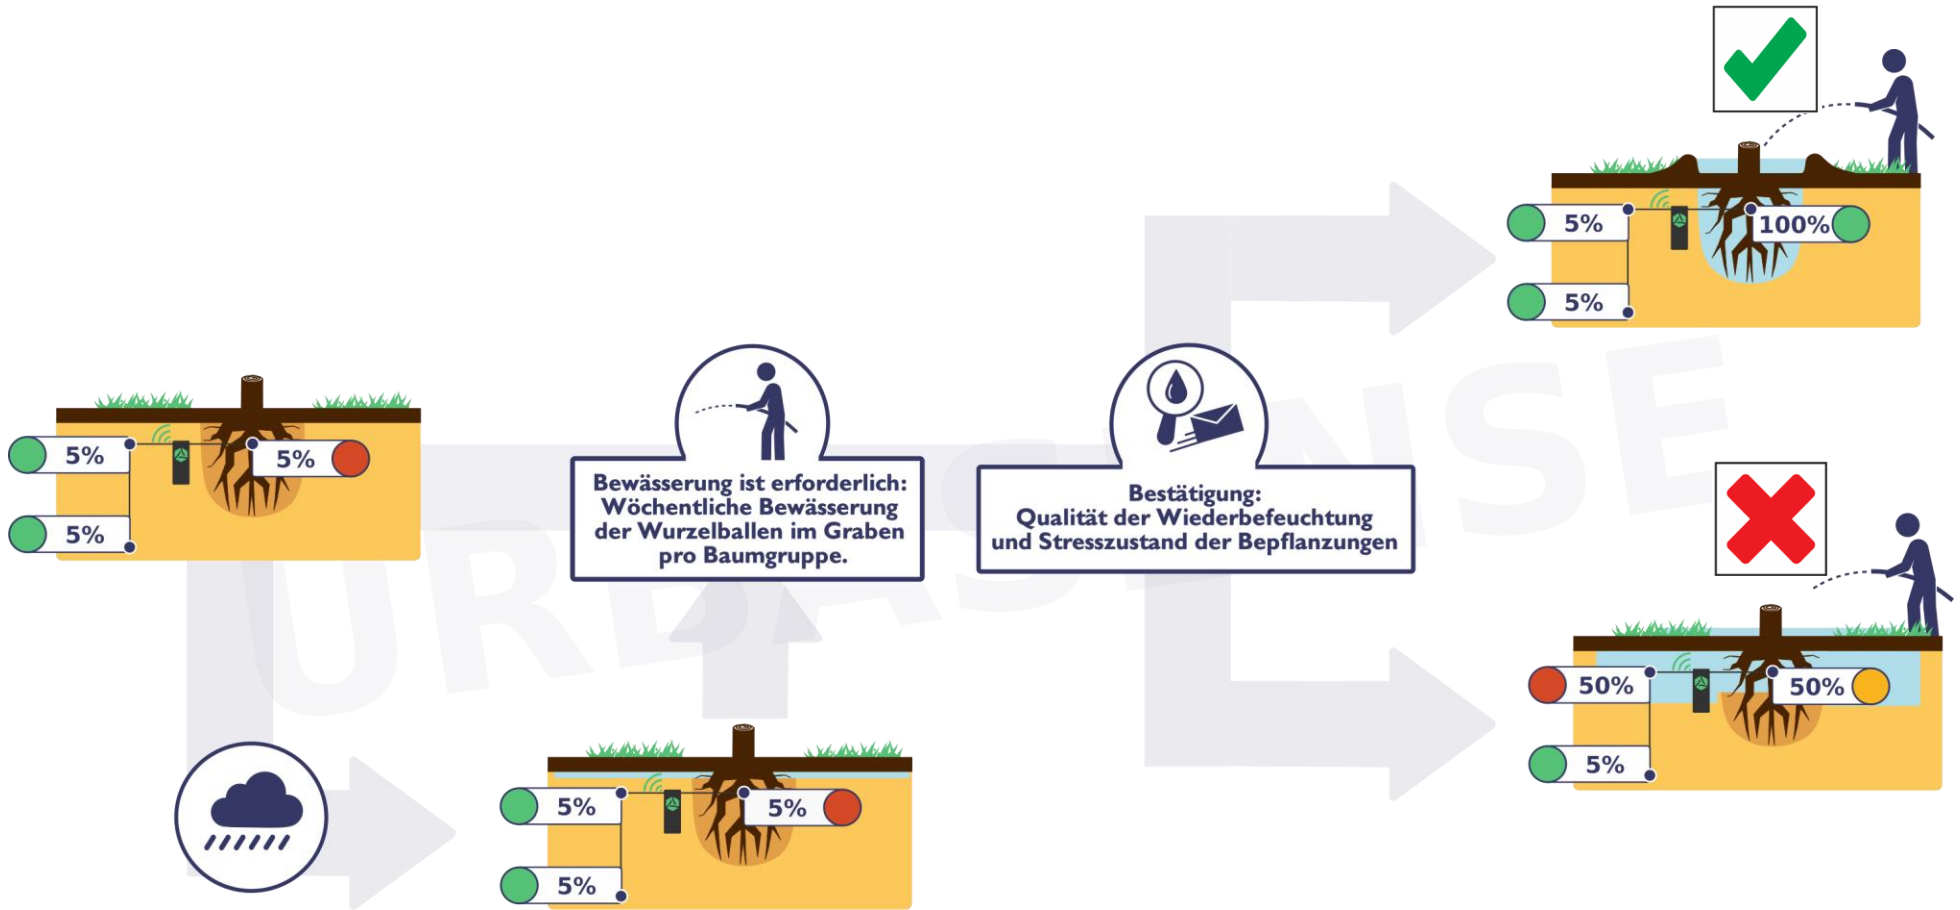 5%
100%
5%
5%
5%
5%
Bewässerung ist erforderlich:
Wöchentliche Bewässerung
der Wurzelballen im Graben
pro Baumgruppe.
Bestätigung:
Qualität der Wiederbefeuchtung
und Stresszustand der Bepflanzungen
50%
50%
5%
5%
5%
5%
URBASENSE